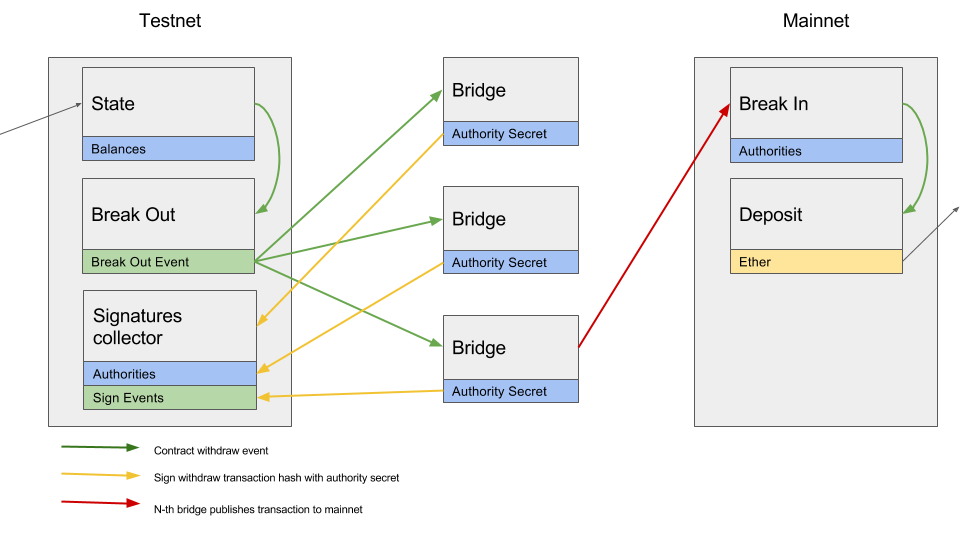 Testnet
Mainnet
State
Balances
Break Out
Break Out Event
Signatures
collector
Authorities
Sign Events
Bridge
Authority Secret
Bridge
Authority Secret
Bridge
Authority Secret
Break In
Authorities
Deposit
Ether
Contract withdraw event
Sign withdraw transaction hash with authority secret
N-th bridge publishes transaction to mainnet